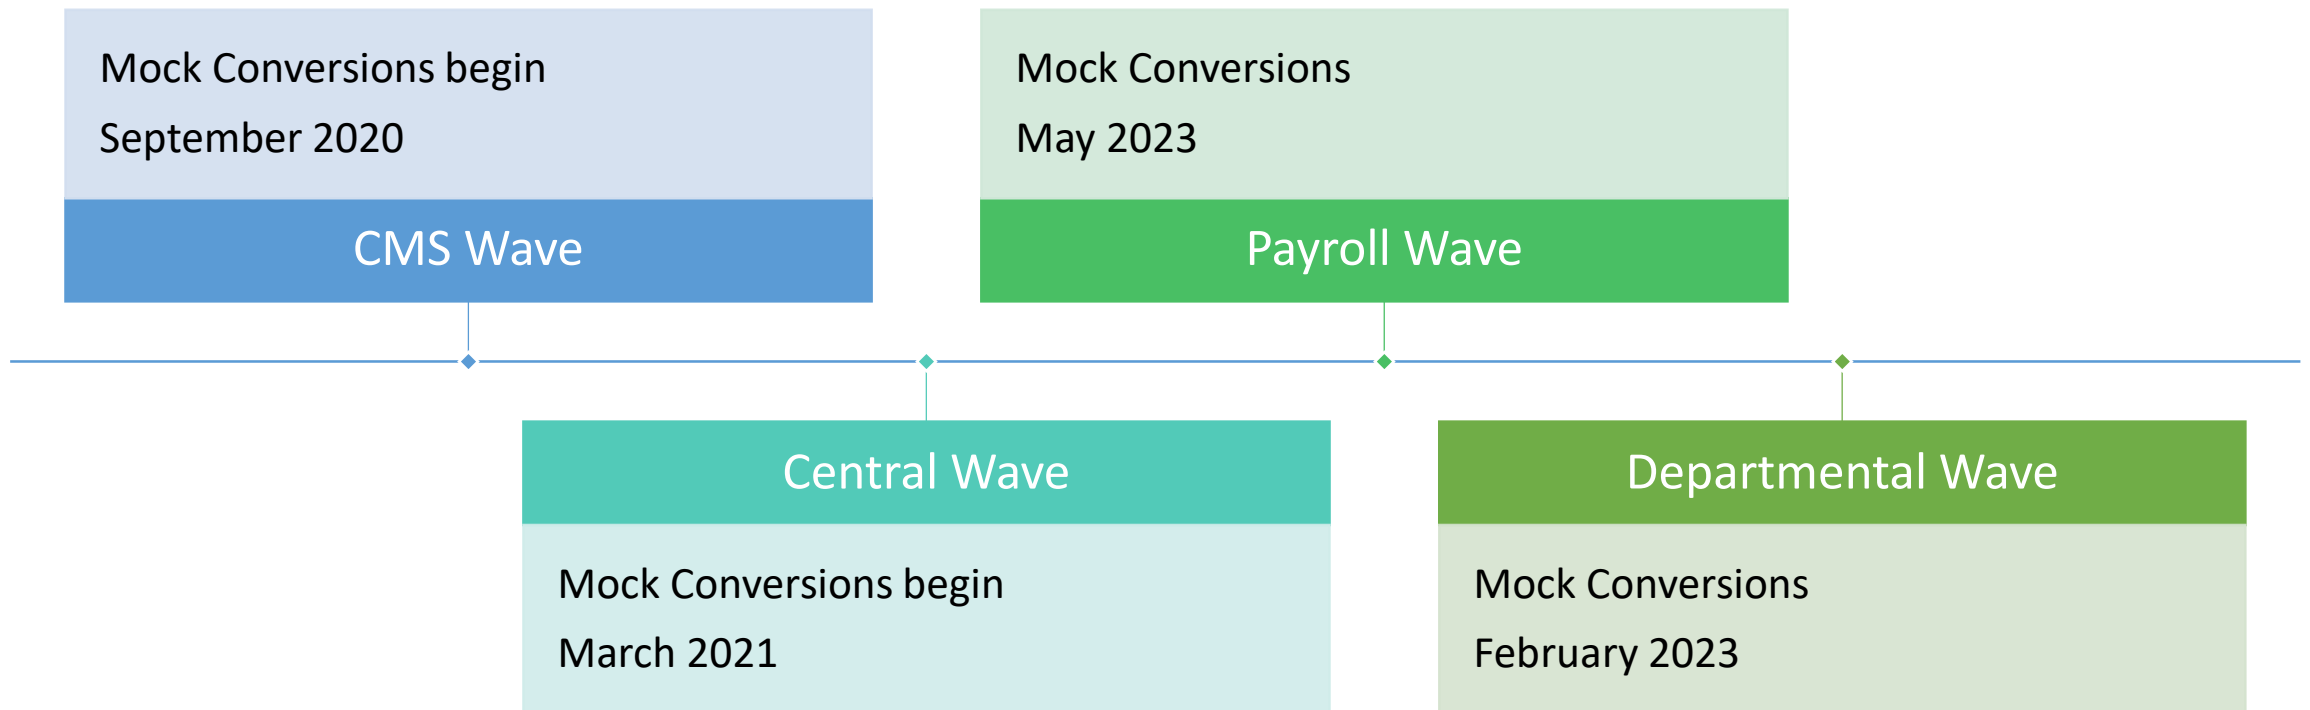 Mock Conversions begin
September 2020
CMS Wave
Mock Conversions
May 2023
Payroll Wave
Central Wave
Mock Conversions begin
March 2021
Departmental Wave
Mock Conversions
February 2023